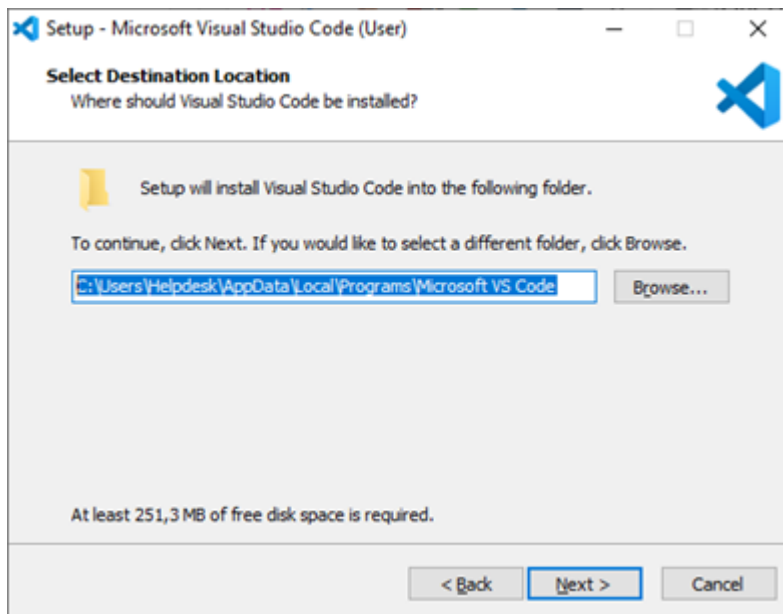 Setup - Microsoft Visual Studio Code (User)
Select Destination Location
Where should Visual Studio Code be installed?
Setup will install Visual Studio Code into the following folder.
To continue, click Next. If you would like to select a different folder, click Browse.
C:\Users\Helpdesk\AppData\Local\Programs\Microsoft VS Code
Browse...
At least 251,3 MB of free disk space is required.
< Back
Next >
Cancel